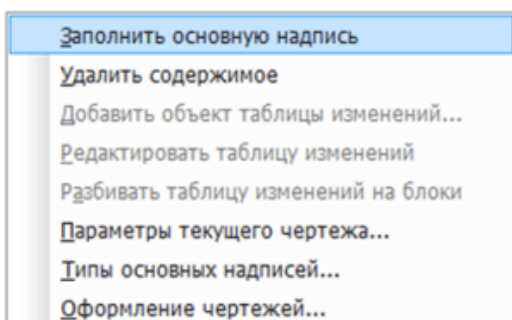 Заполнить основную надпись
Удалить содержимое
Добавить объект таблицы изменений...
Редактировать таблицу изменений
Разбивать таблицу изменений на блоки
Параметры текущего чертежа...
Типы основных надписей...
Оформление чертежей...